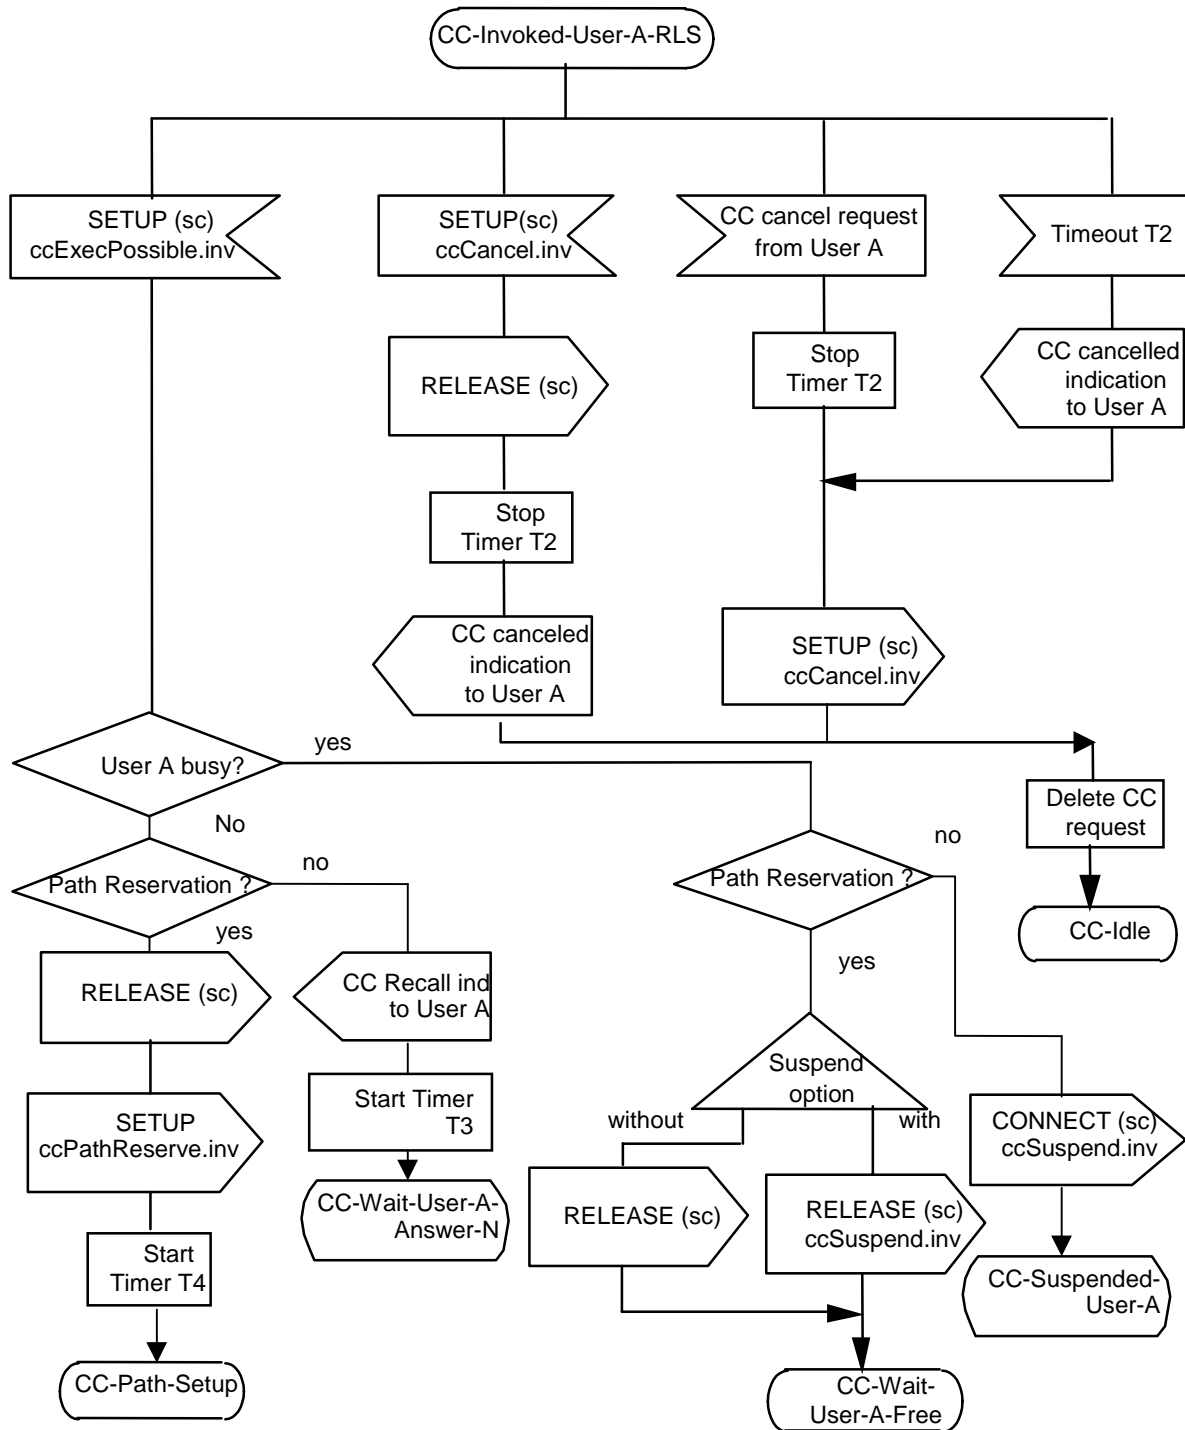 CC-Invoked-User-A-RLS
SETUP (sc)
ccExecPossible.inv
SETUP(sc)
ccCancel.inv
CC cancel request
from User A
Timeout T2
RELEASE (sc)
Stop
Timer T2
CC cancelled
indication
to User A
Stop
Timer T2
CC canceled
indication
to User A
SETUP (sc)
ccCancel.inv
User A busy?
yes
No
Delete CC
request
CC-Idle
Path Reservation ?
no
yes
Path Reservation ?
no
yes
RELEASE (sc)
CC Recall ind
to User A
Suspend
option
without
with
SETUP
ccPathReserve.inv
Start Timer
T3
CONNECT (sc)
ccSuspend.inv
CC-Wait-User-A-
Answer-N
RELEASE (sc)
RELEASE (sc)
ccSuspend.inv
Start
Timer T4
CC-Suspended-
User-A
CC-Path-Setup
CC-Wait-
User-A-Free